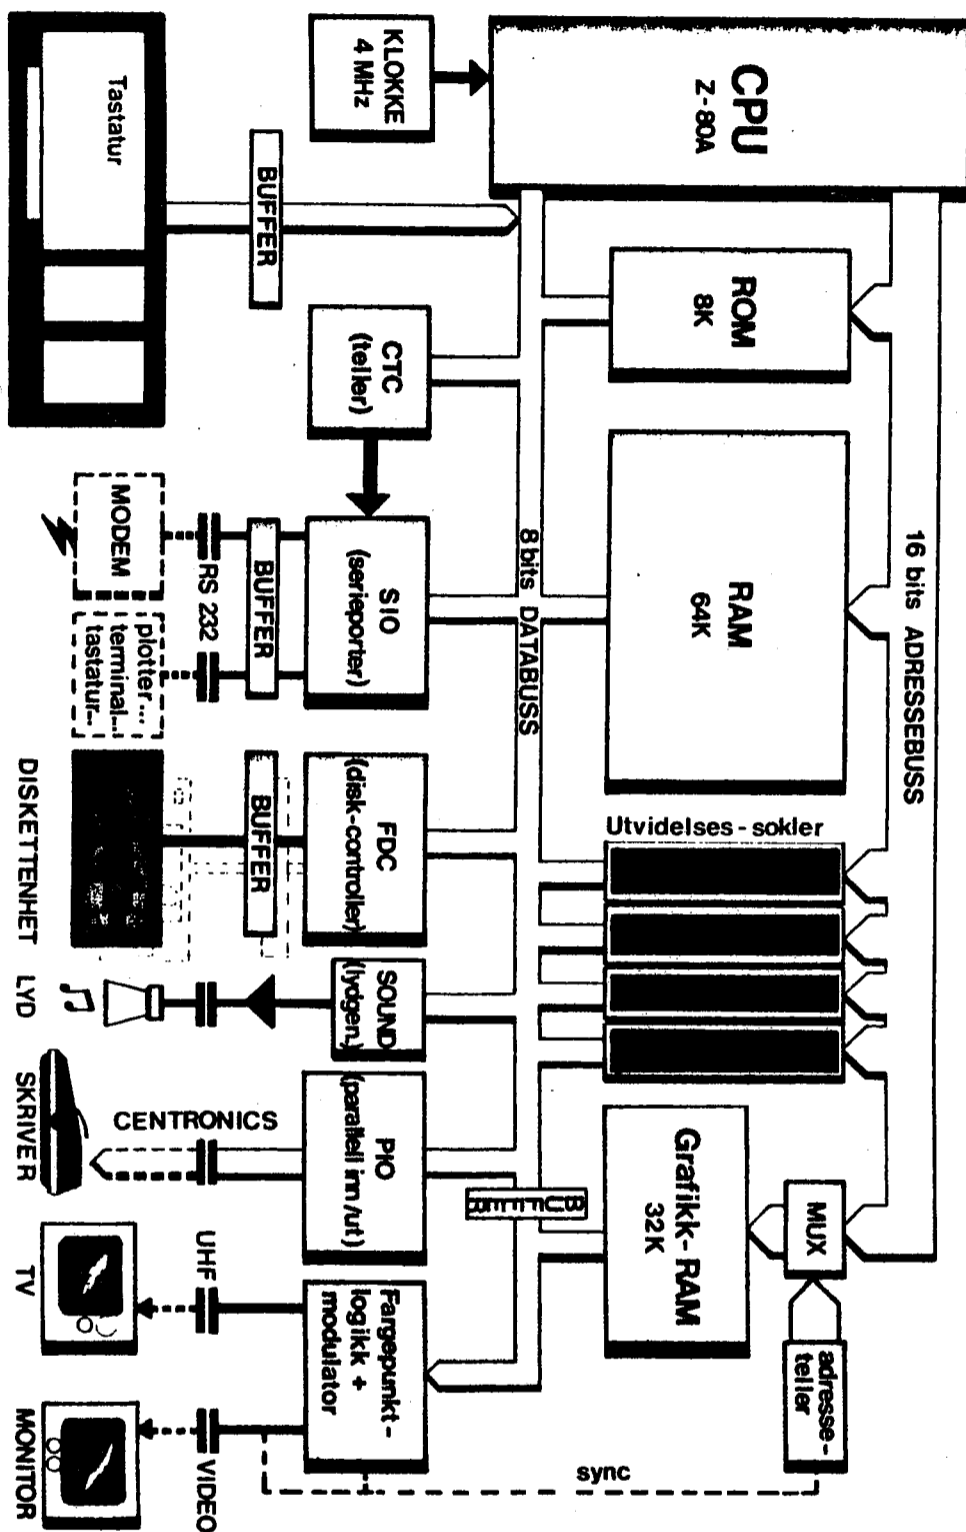 CPU
Z-80A
KLOKKE
4 MHz
Tastatur
BUFFER
ROM
8K
CTC
(teller)
16 bits ADRESSEBUSS
8 bits DATABUSS
RAM
64K
SIO
(serieporter)
BUFFER
RS 232
MODEM
plotter...
terminal...
tastatur...
Utvidelses-sokler
FDC
(disk-controller)
BUFFER
DISKETTENHET
SOUND
(lydgen.)
LYD
PIO
(parallell inn/ut)
CENTRONICS
SKRIVER
BUFFER
Grafikk-RAM
32K
MUX
adresse-
teller
Fargepunkt-
logikk +
modulator
UHF
TV
VIDEO
MONITOR
sync